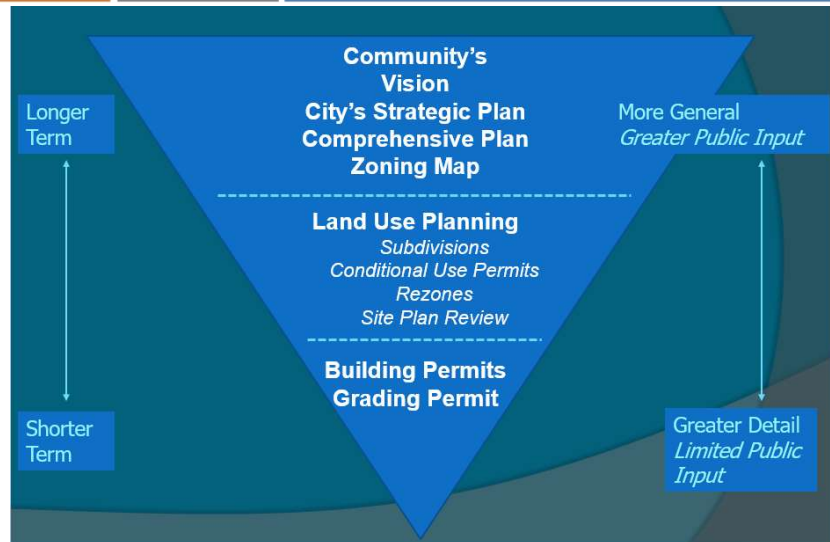 Community's
Vision
City's Strategic Plan
Comprehensive Plan
Zoning Map
Longer
Term
More General
Greater Public Input
Land Use Planning
Subdivisions
Conditional Use Permits
Rezones
Site Plan Review
Building Permits
Grading Permit
Shorter
Term
Greater Detail
Limited Public
Input